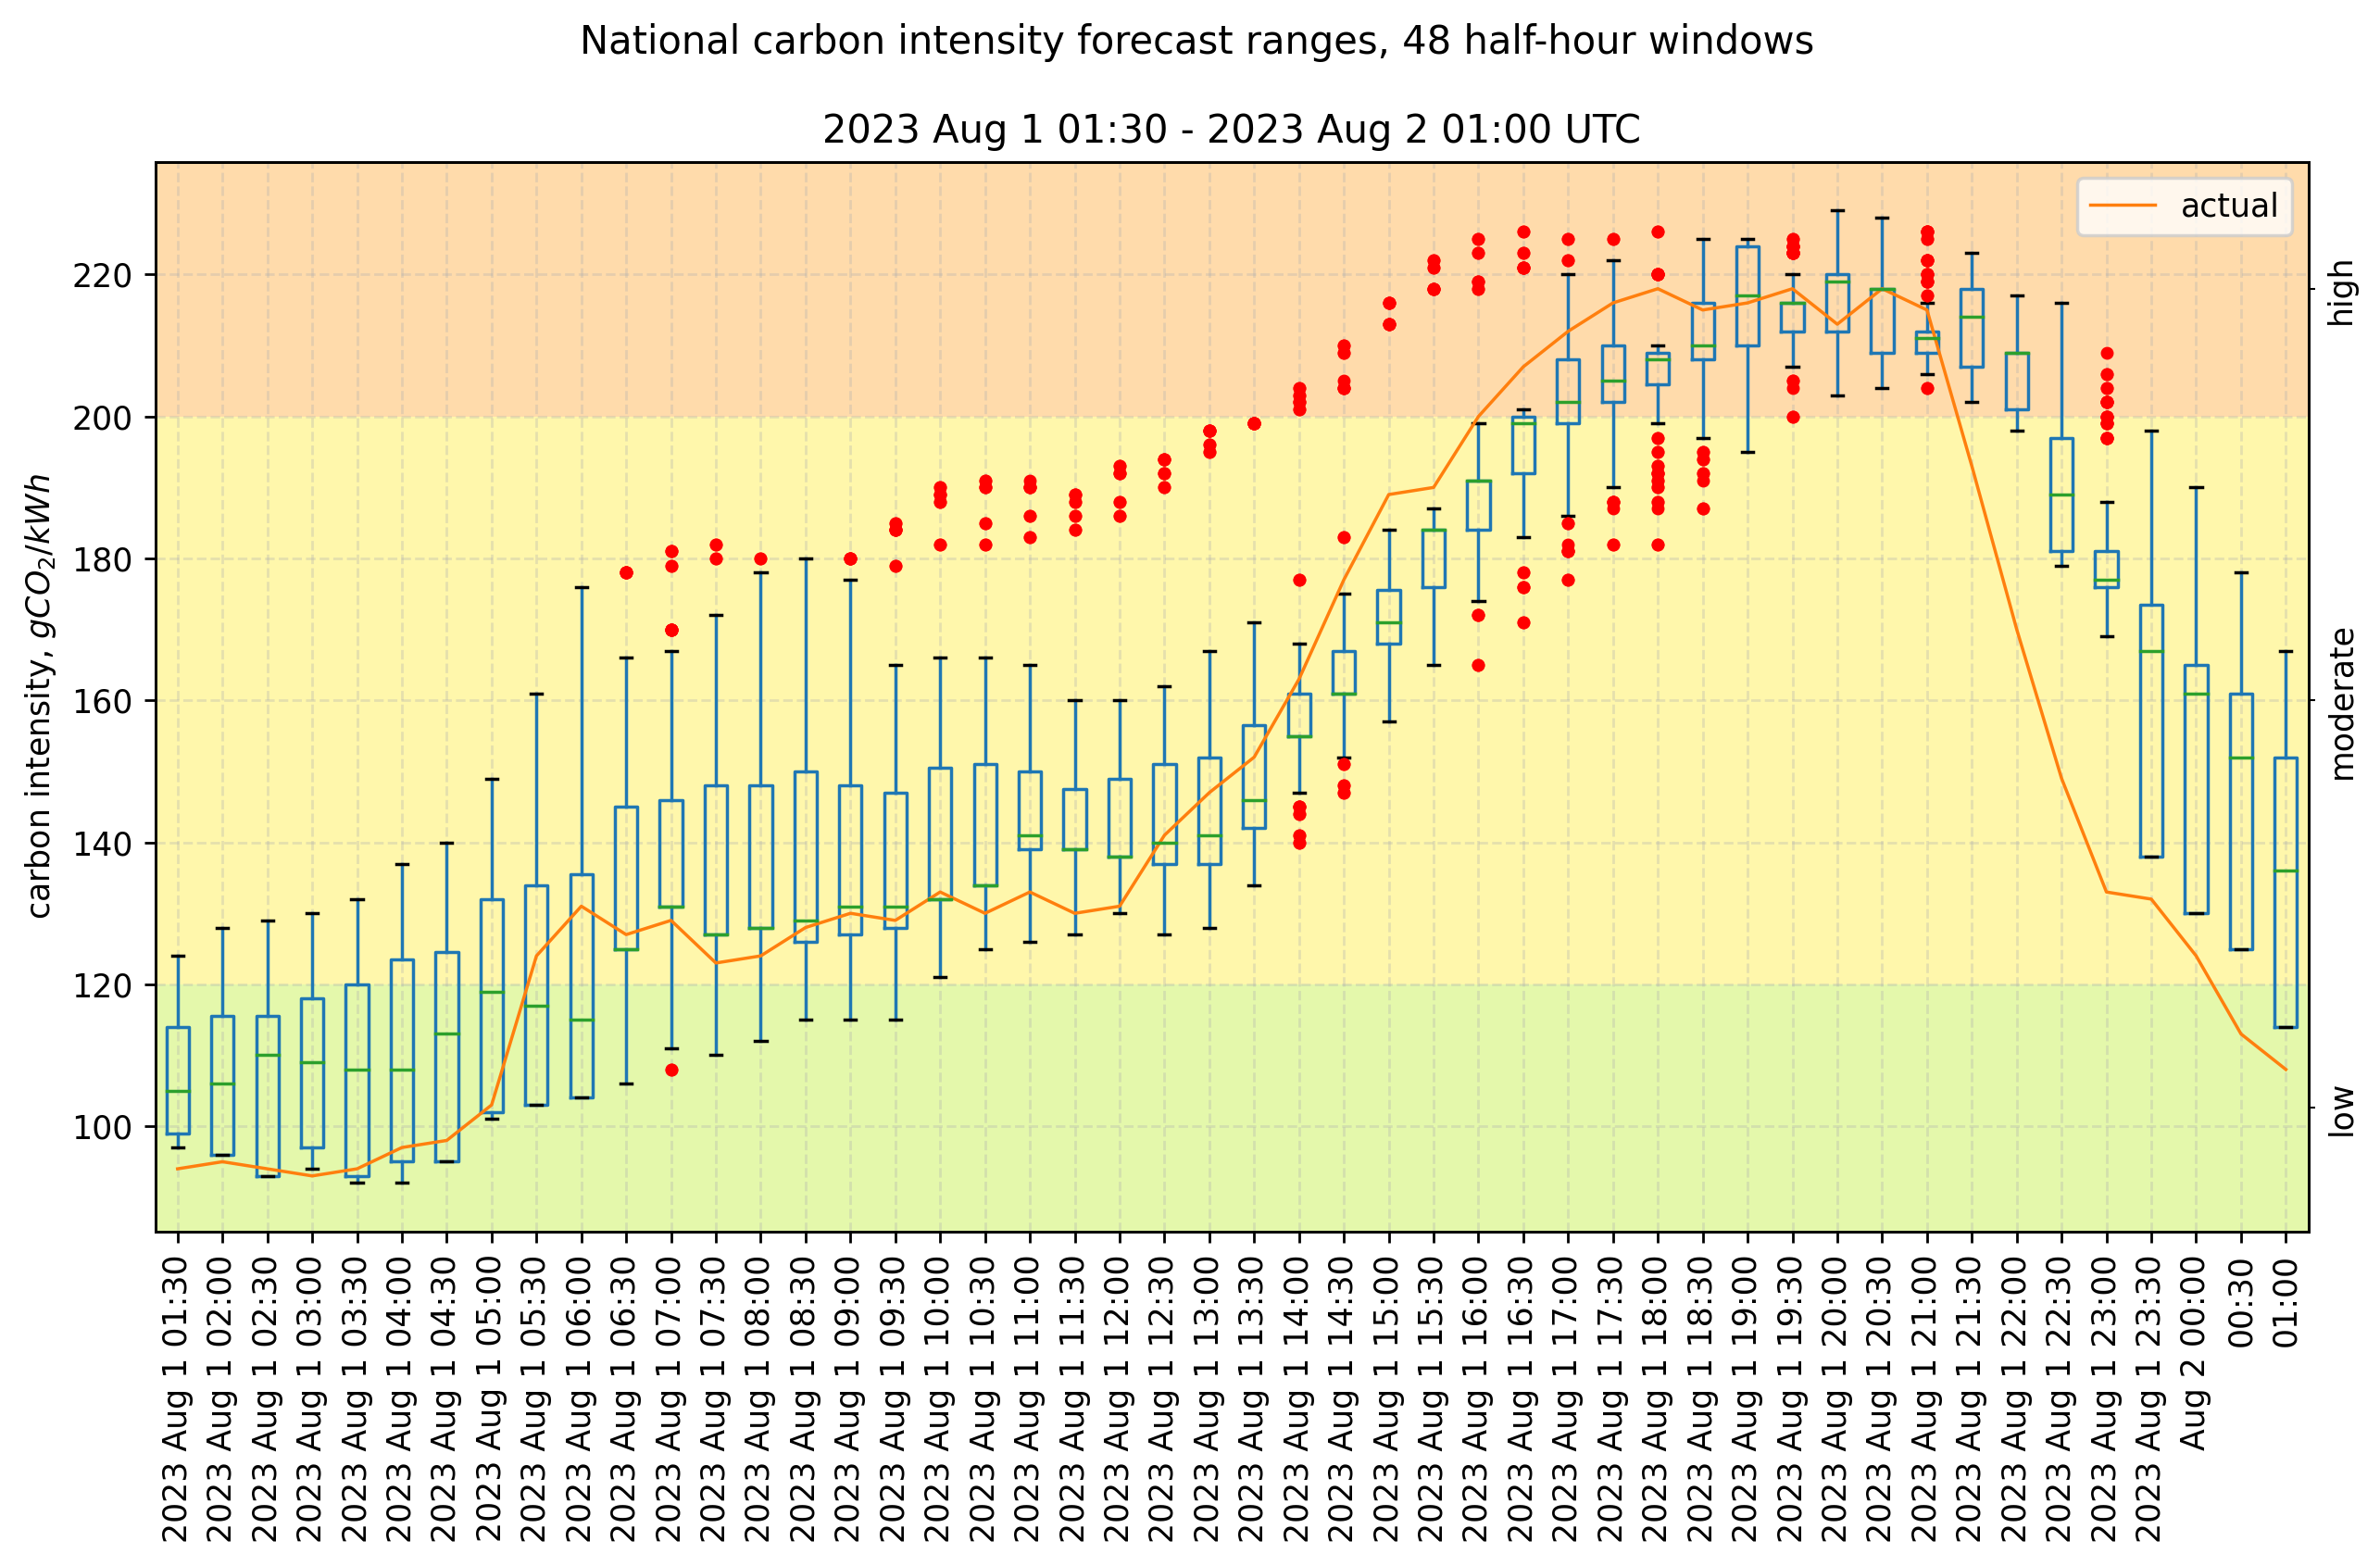 National carbon intensity forecast ranges, 48 half-hour windows
2023 Aug 1 01:30 - 2023 Aug 2 01:00 UTC
actual
carbon intensity, gCO₂/kWh
220
200
180
160
140
120
100
high
moderate
low
2023 Aug 1 01:30
2023 Aug 1 02:00
2023 Aug 1 02:30
2023 Aug 1 03:00
2023 Aug 1 03:30
2023 Aug 1 04:00
2023 Aug 1 04:30
2023 Aug 1 05:00
2023 Aug 1 05:30
2023 Aug 1 06:00
2023 Aug 1 06:30
2023 Aug 1 07:00
2023 Aug 1 07:30
2023 Aug 1 08:00
2023 Aug 1 08:30
2023 Aug 1 09:00
2023 Aug 1 09:30
2023 Aug 1 10:00
2023 Aug 1 10:30
2023 Aug 1 11:00
2023 Aug 1 11:30
2023 Aug 1 12:00
2023 Aug 1 12:30
2023 Aug 1 13:00
2023 Aug 1 13:30
2023 Aug 1 14:00
2023 Aug 1 14:30
2023 Aug 1 15:00
2023 Aug 1 15:30
2023 Aug 1 16:00
2023 Aug 1 16:30
2023 Aug 1 17:00
2023 Aug 1 17:30
2023 Aug 1 18:00
2023 Aug 1 18:30
2023 Aug 1 19:00
2023 Aug 1 19:30
2023 Aug 1 20:00
2023 Aug 1 20:30
2023 Aug 1 21:00
2023 Aug 1 21:30
2023 Aug 1 22:00
2023 Aug 1 22:30
2023 Aug 1 23:00
2023 Aug 1 23:30
Aug 2 00:00
00:30
01:00